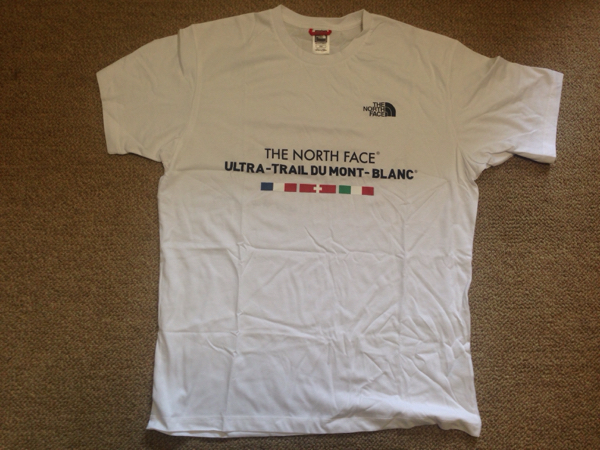 THE
NORTH
FACE
THE NORTH FACE®
ULTRA-TRAIL DU MONT-BLANC®